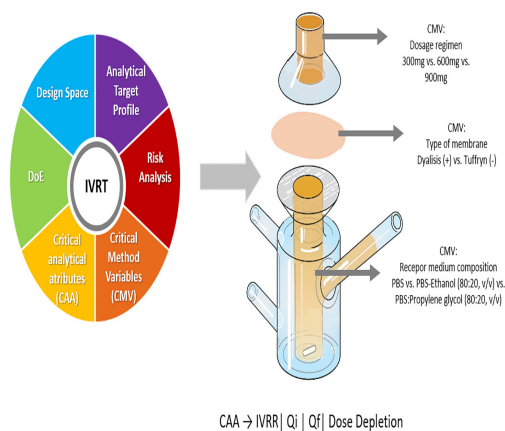 Design Space
Analytical
Target
Profile
Risk
Analysis
Critical
Method
Variables
(CMV)
Critical
analytical
atributes
(CAA)
DoE
IVRT
CMV:
Dosage regimen
300mg vs. 600mg vs.
900mg
CMV:
Type of membrane
Dyalisis (+) vs. Tuffryn (-)
CMV:
Recepor medium composition
PBS vs. PBS-Ethanol (80:20, v/v) vs.
PBS:Propylene glycol (80:20, v/v)
CAA → IVRR| Qi | Qf| Dose Depletion